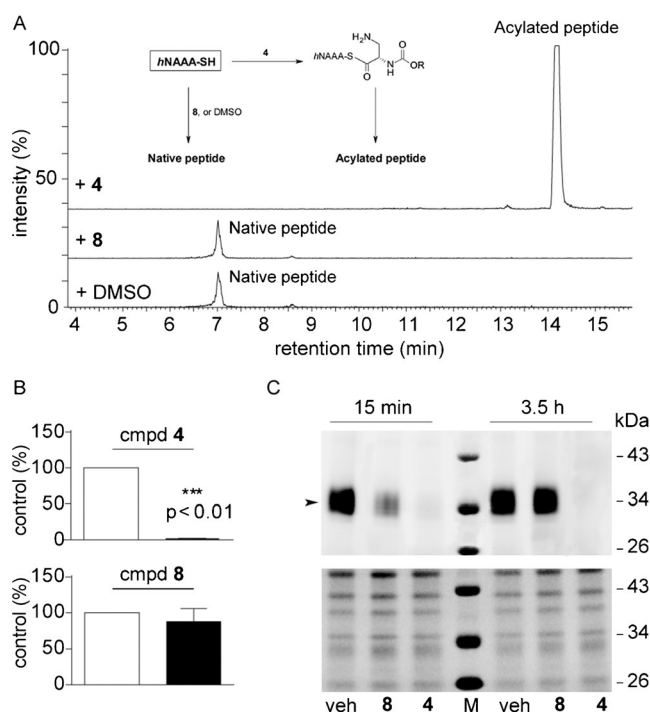 A
Acylated peptide
100
50
0
intensity (%)
hNAAA-SH
4
H₂N
hNAAA-S
O
N
H
O
OR
8, or DMSO
Native peptide
Acylated peptide
+ 4
+ 8
Native peptide
+ DMSO
Native peptide
4 5 6 7 8 9 10 11 12 13 14 15
retention time (min)
B
150
100
50
0
control (%)
cmpd 4
***
p < 0.01
150
100
50
0
control (%)
cmpd 8
C
15 min 3.5 h
kDa
- 43
- 34
- 26
- 43
- 34
- 26
veh 8 4 M veh 8 4